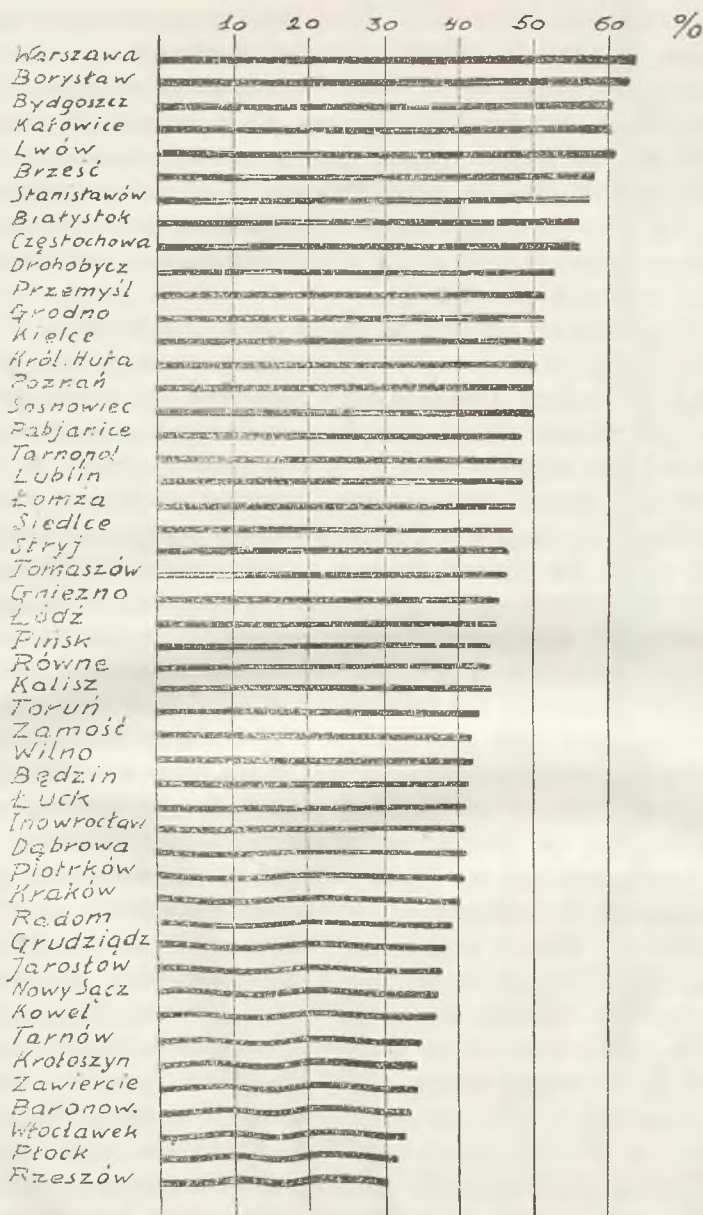 10 20 30 40 50 60 %
Warszawa
Borysław
Bydgoszcz
Katowice
Lwów
Brześć
Stanisławów
Białystok
Częstochowa
Drohobycz
Przemyśl
Grodno
Kielce
Król. Huta
Poznań
Sosnowiec
Pabjanice
Tarnopol
Lublin
Łomża
Siedlce
Stryj
Tomaszów
Gniezno
Łódź
Pińsk
Równe
Kalisz
Toruń
Zamość
Wilno
Będzin
Łuck
Inowrocław
Dąbrowa
Piotrków
Kraków
Radom
Grudziądz
Jarosłów
Nowy Sącz
Kowel
Tarnów
Krotoszyn
Zawiercie
Baronow.
Włocławek
Płock
Rzeszów